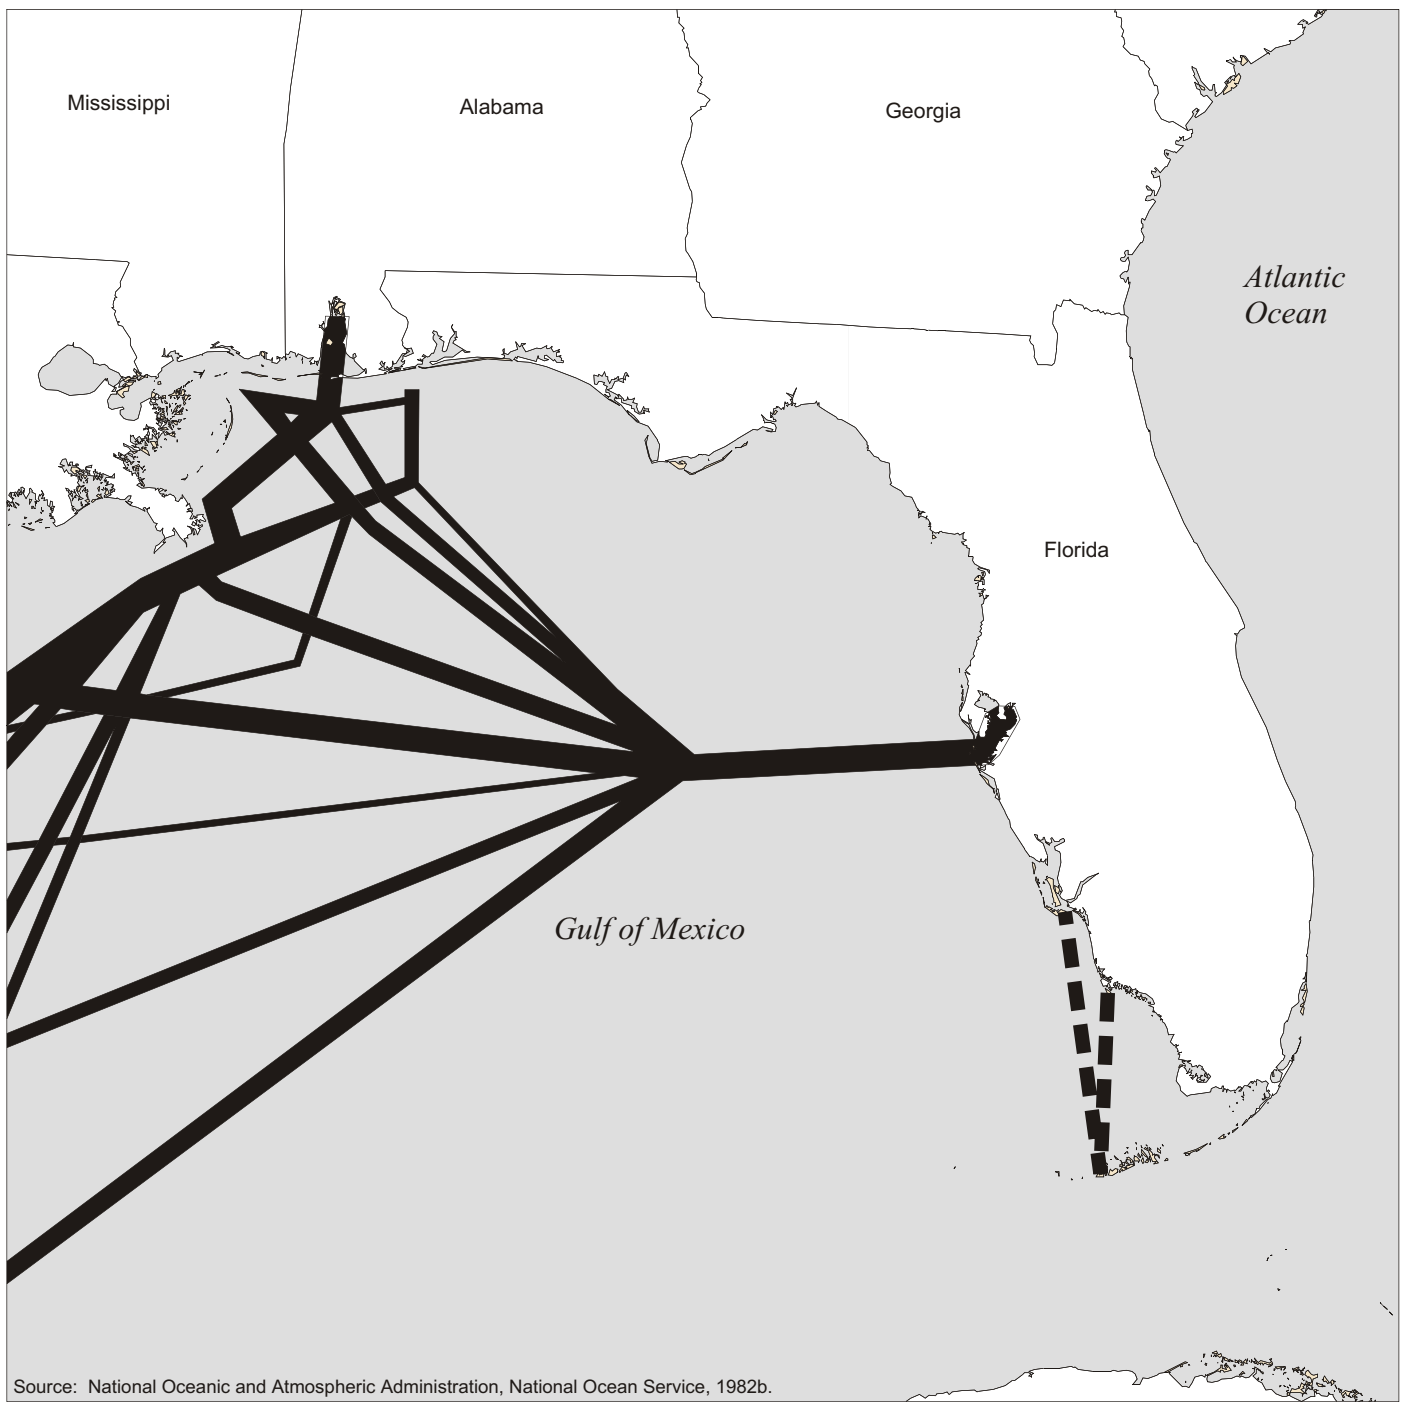 Mississippi
Alabama
Georgia
Atlantic
Ocean
Florida
Gulf of Mexico
Source:  National Oceanic and Atmospheric Administration, National Ocean Service, 1982b.